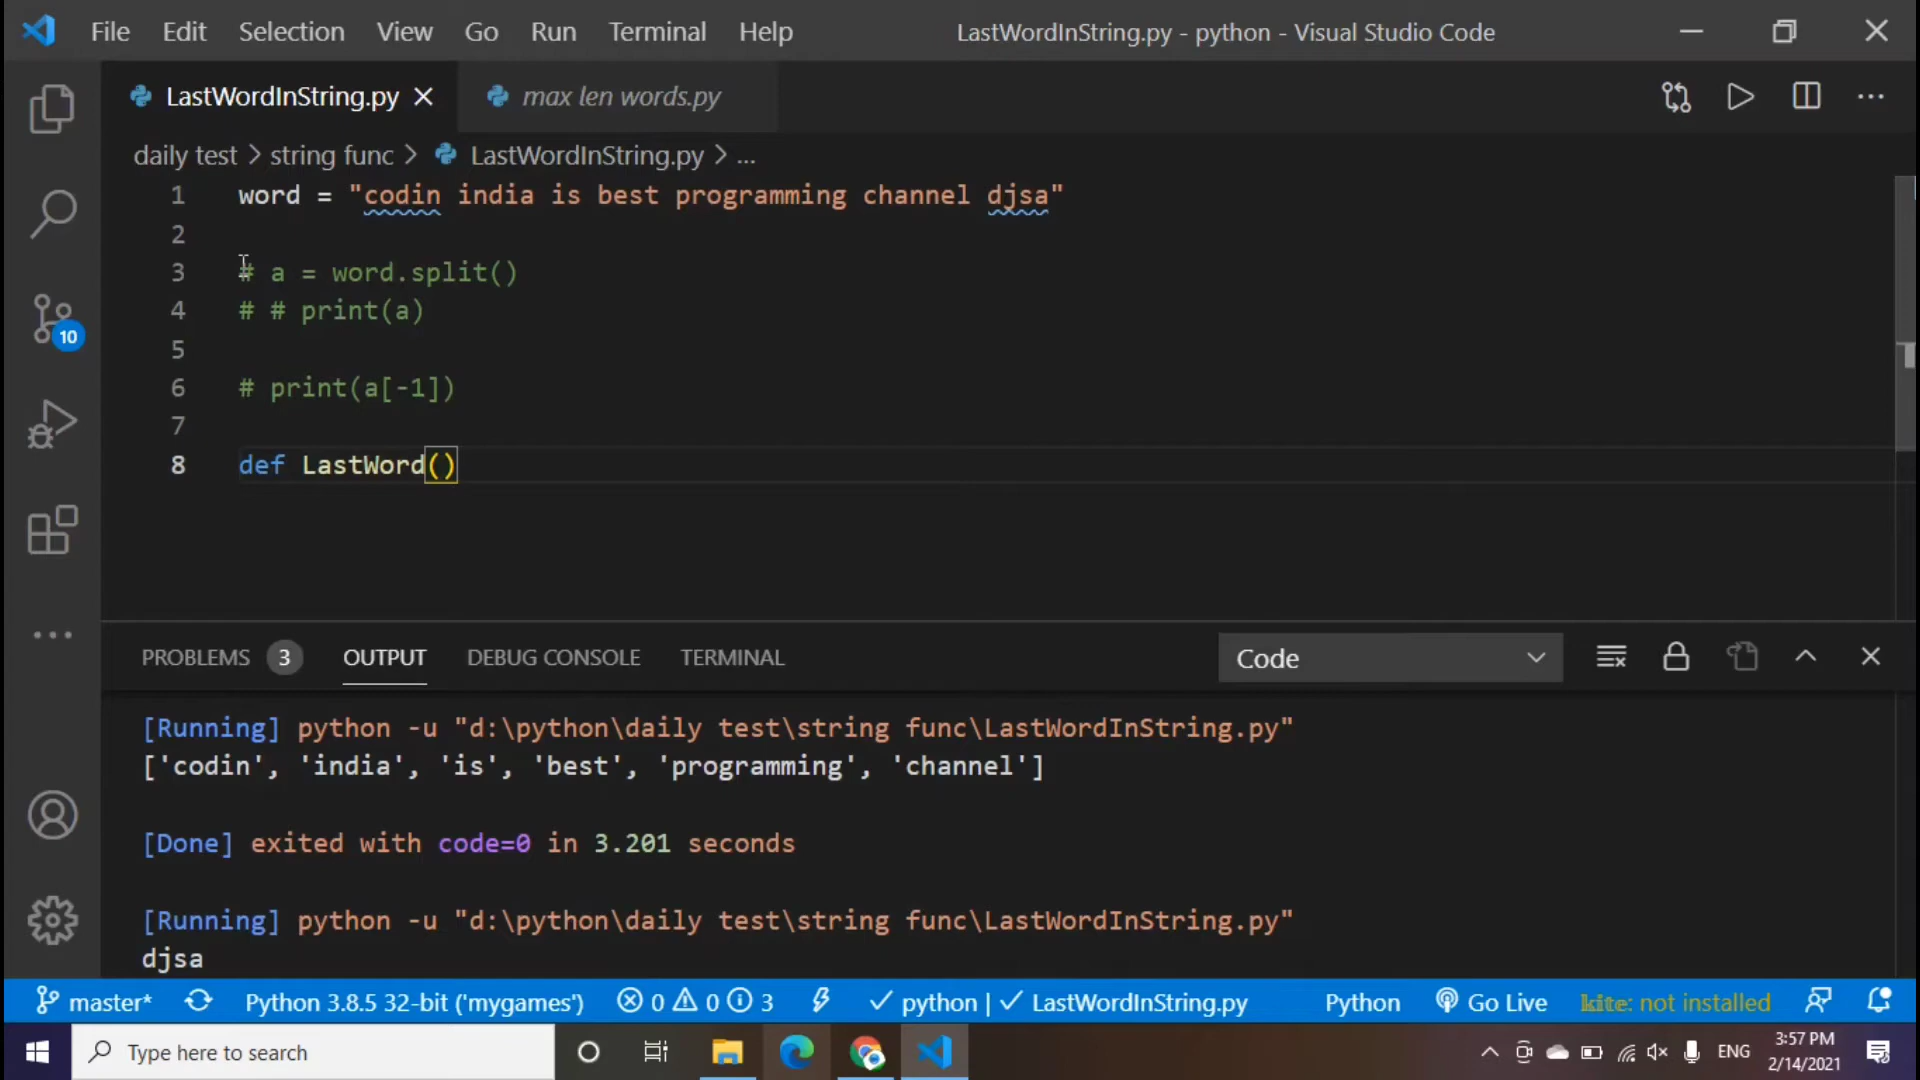 File Edit Selection View Go Run Terminal Help LastWordInString.py - python - Visual Studio Code
LastWordInString.py max len words.py
daily test > string func > LastWordInString.py > ...
1 word = "codin india is best programming channel djsa"
2
3 # a = word.split()
4 # # print(a)
5
6 # print(a[-1])
7
8 def LastWord()
10
PROBLEMS 3 OUTPUT DEBUG CONSOLE TERMINAL Code
[Running] python -u "d:\python\daily test\string func\LastWordInString.py"
['codin', 'india', 'is', 'best', 'programming', 'channel']
[Done] exited with code=0 in 3.201 seconds
[Running] python -u "d:\python\daily test\string func\LastWordInString.py"
djsa
master* Python 3.8.5 32-bit ('mygames') 0 0 3 python | LastWordInString.py Python Go Live kite: not installed
Type here to search ENG 3:57 PM
2/14/2021